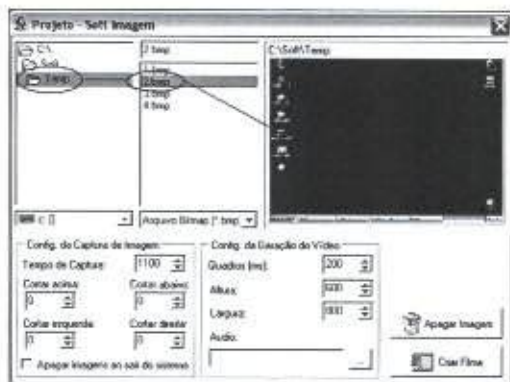 Projeto - Soft Imagem
C:\
Soft
Temp
2.bmp
1.bmp
2.bmp
3.bmp
4.bmp
C:\Soft\Temp
c: []
Arquivo Bitmap (*.bmp
Config. da Captura de Imagem
Tempo de Captura:
1100
Cortar acima:
Cortar abaixo:
0
0
Cortar esquerda:
Cortar direita:
0
0
Apagar imagens ao sair do sistema
Config. da Geração do Vídeo
Quadros (ms):
200
Altura:
600
Largura:
800
Audio:
...
Apagar Imagem
Criar Filme